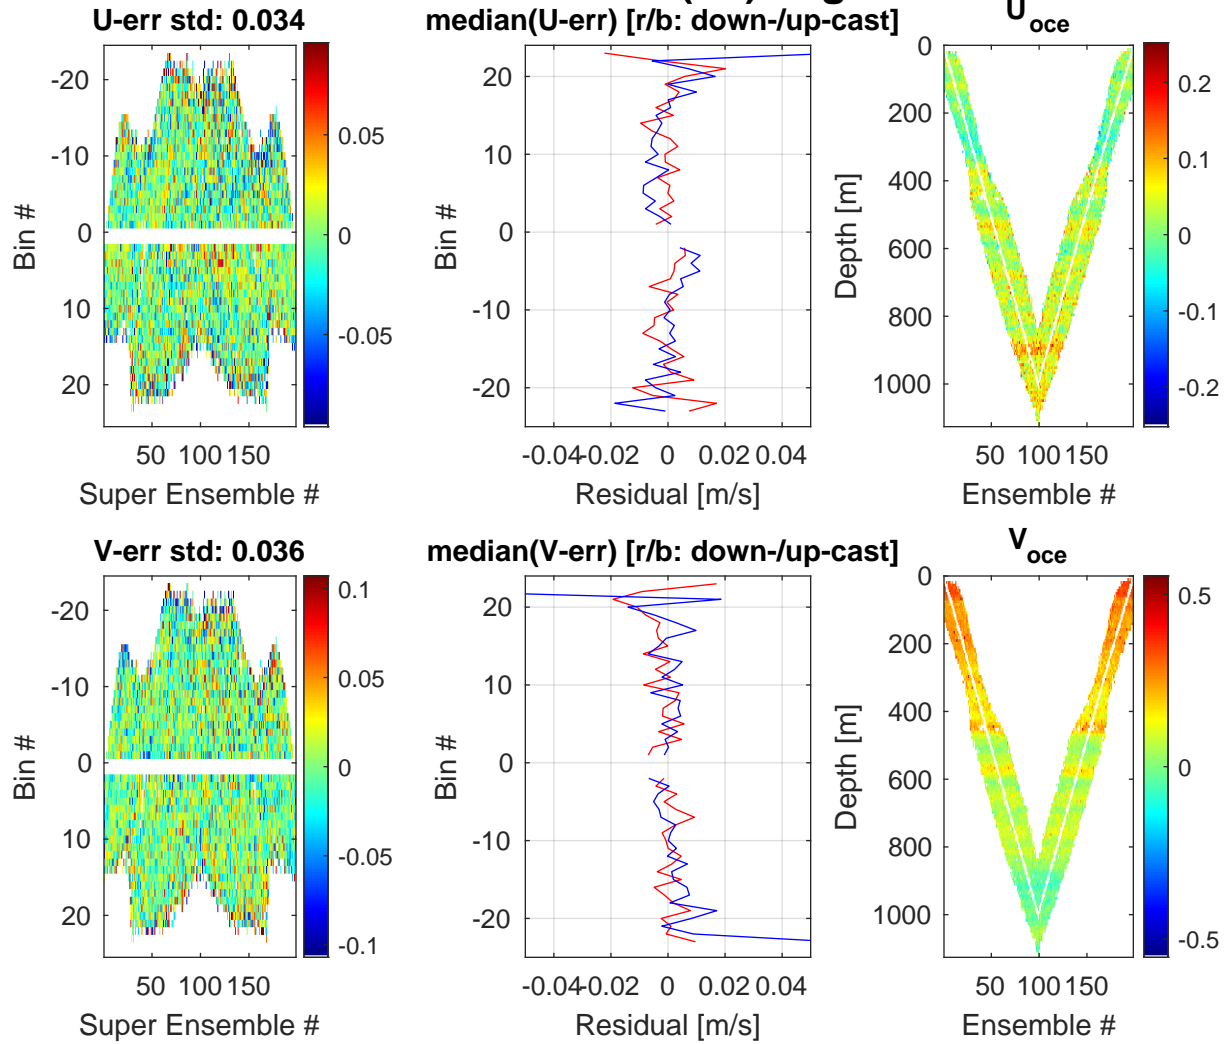 U-err std: 0.034
-20
-10
0
10
20
Bin #
50 100 150
Super Ensemble #
0.05
0
-0.05
median(U-err) [r/b: down-/up-cast]
20
10
0
-10
-20
Bin #
-0.04 -0.02 0 0.02 0.04
Residual [m/s]
U_oce
0
200
400
600
800
1000
Depth [m]
50 100 150
Ensemble #
0.2
0.1
0
-0.1
-0.2
V-err std: 0.036
-20
-10
0
10
20
Bin #
50 100 150
Super Ensemble #
0.1
0.05
0
-0.05
-0.1
median(V-err) [r/b: down-/up-cast]
20
10
0
-10
-20
Bin #
-0.04 -0.02 0 0.02 0.04
Residual [m/s]
V_oce
0
200
400
600
800
1000
Depth [m]
50 100 150
Ensemble #
0.5
0
-0.5